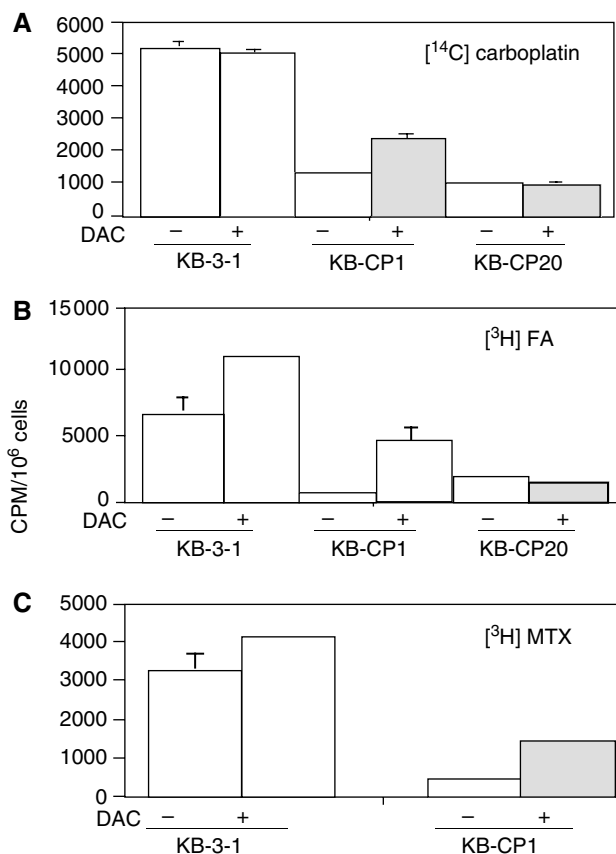 A
[¹⁴C] carboplatin
6000
5000
4000
3000
2000
1000
0
DAC − + − + − +
KB-3-1 KB-CP1 KB-CP20
B
[³H] FA
15000
10000
5000
0
CPM/10⁶ cells
DAC − + − + − +
KB-3-1 KB-CP1 KB-CP20
C
[³H] MTX
5000
4000
3000
2000
1000
0
DAC − + − +
KB-3-1 KB-CP1